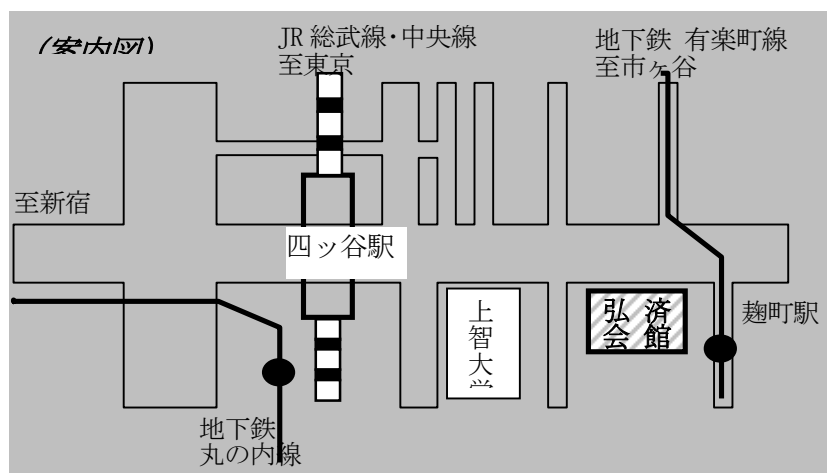 (案内図)
JR 総武線・中央線
至東京
地下鉄 有楽町線
至市ヶ谷
至新宿
四ッ谷駅
上智大学
弘済
会館
麹町駅
地下鉄
丸の内線